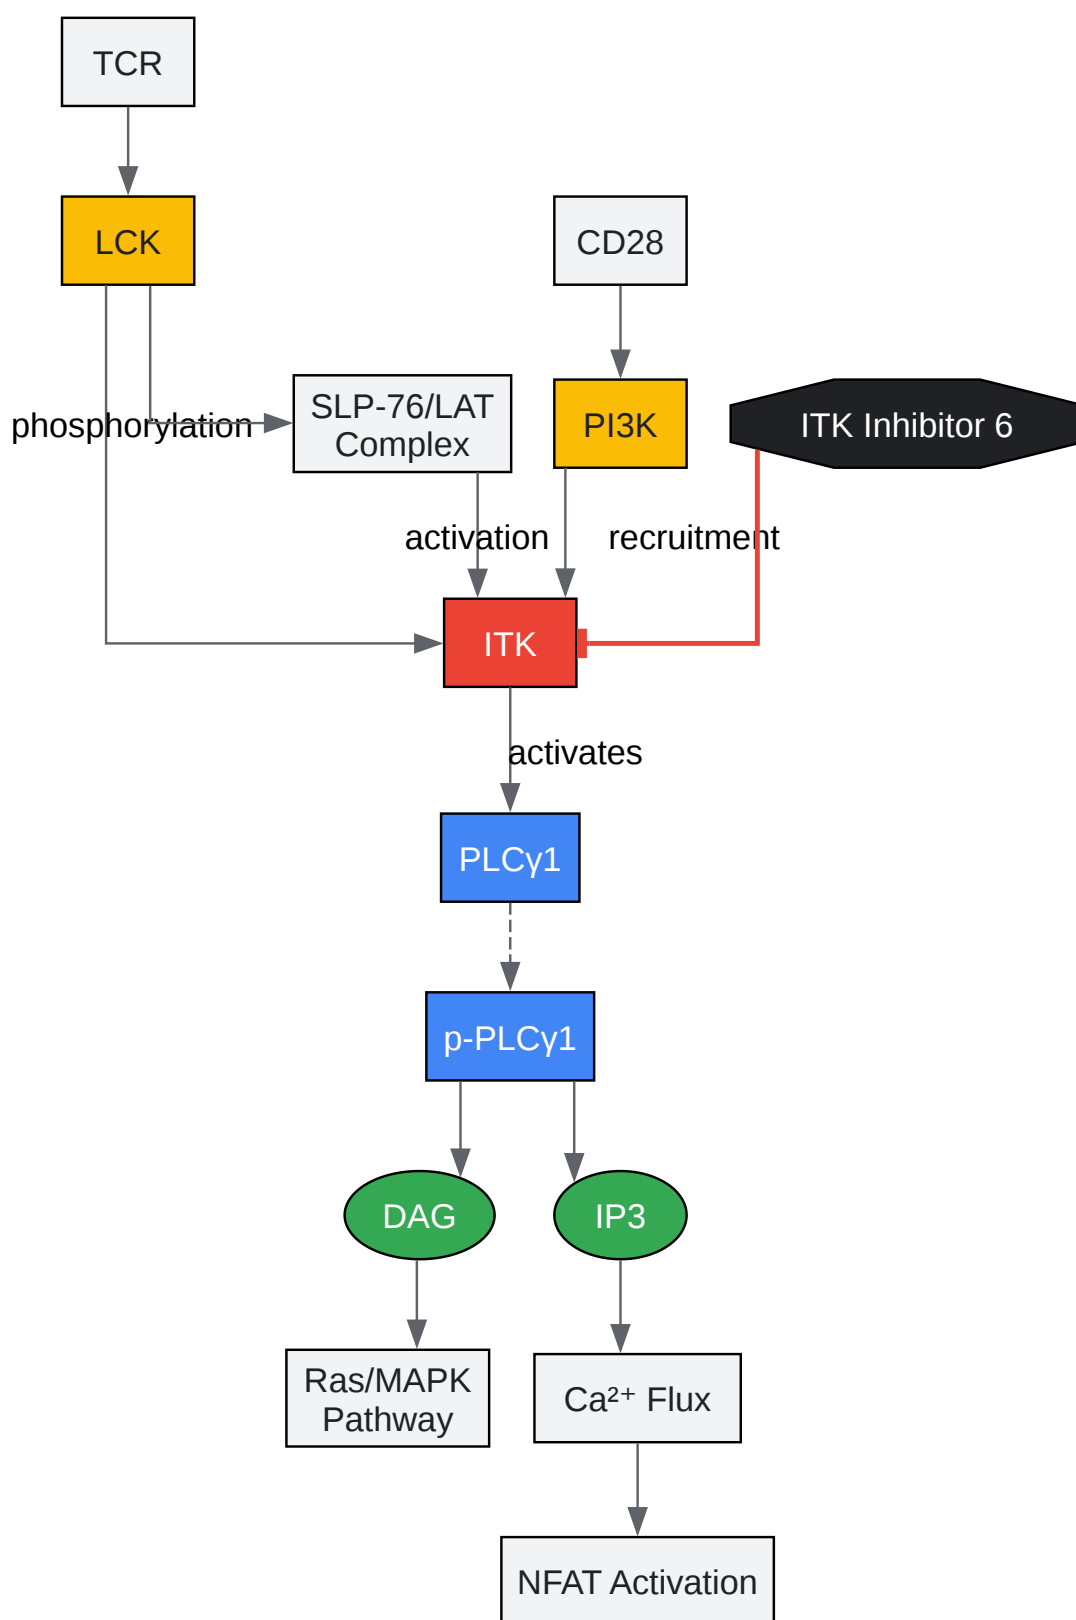 TCR
LCK
CD28
SLP-76/LAT
Complex
PI3K
ITK Inhibitor 6
phosphorylation
activation
recruitment
ITK
activates
PLCγ1
p-PLCγ1
DAG
IP3
Ras/MAPK
Pathway
Ca²⁺ Flux
NFAT Activation